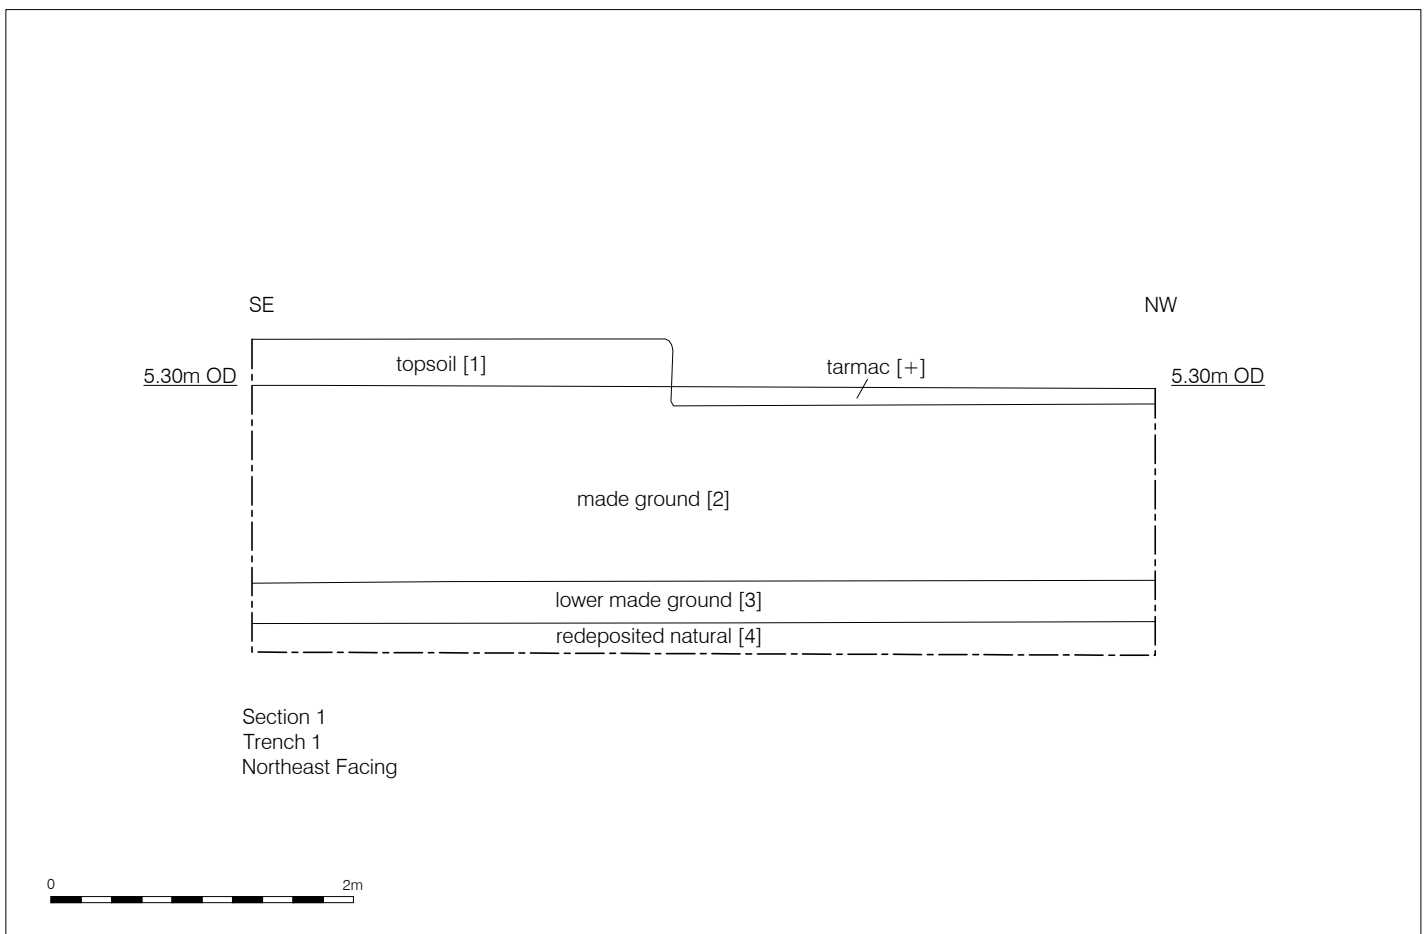 SE
NW
topsoil [1]
tarmac [+]
5.30m OD
5.30m OD
made ground [2]
lower made ground [3]
redeposited natural [4]
Section 1
Trench 1
Northeast Facing
0
2m